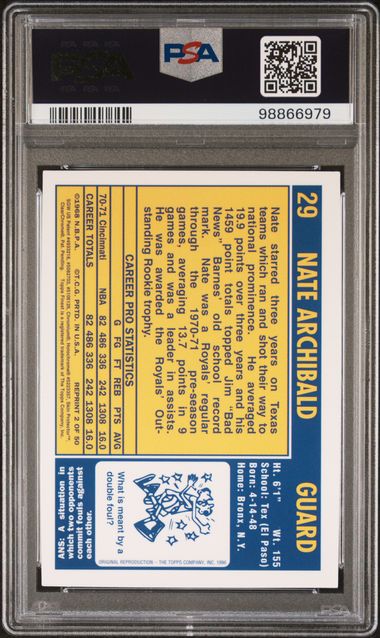 PSA
98866979
29 NATE ARCHIBALD GUARD
Ht. 6'1" Wt. 155
School: Tex (El Paso)
Born: 4-14-48
Home: Bronx, N.Y.
Nate starred three years on Texas
teams which ran and shot their way to
national prominence. He averaged
19.9 points over three years and his
1459 point totals topped Jim "Bad
News" Barnes' old school record
mark. Nate was a Royals' regular
through the 1970-71 pre-season
games, averaging 13.7 points in 9
games and was a leader in assists.
He was awarded the Royals' Out-
standing Rookie trophy.
CAREER PRO STATISTICS
G FG FT REB PTS AVG
70-71 Cincinnati NBA 82 486 336 242 1308 16.0
CAREER TOTALS 82 486 336 242 1308 16.0
©1968 N.B.P.A. ©T.C.G. PRTD. IN U.S.A. REPRINT 2 OF 50
What is meant by a
double foul?
ANS: A situation in
which two opponents
commit fouls against
each other.
ORIGINAL REPRODUCTION - THE TOPPS COMPANY, INC. 1996